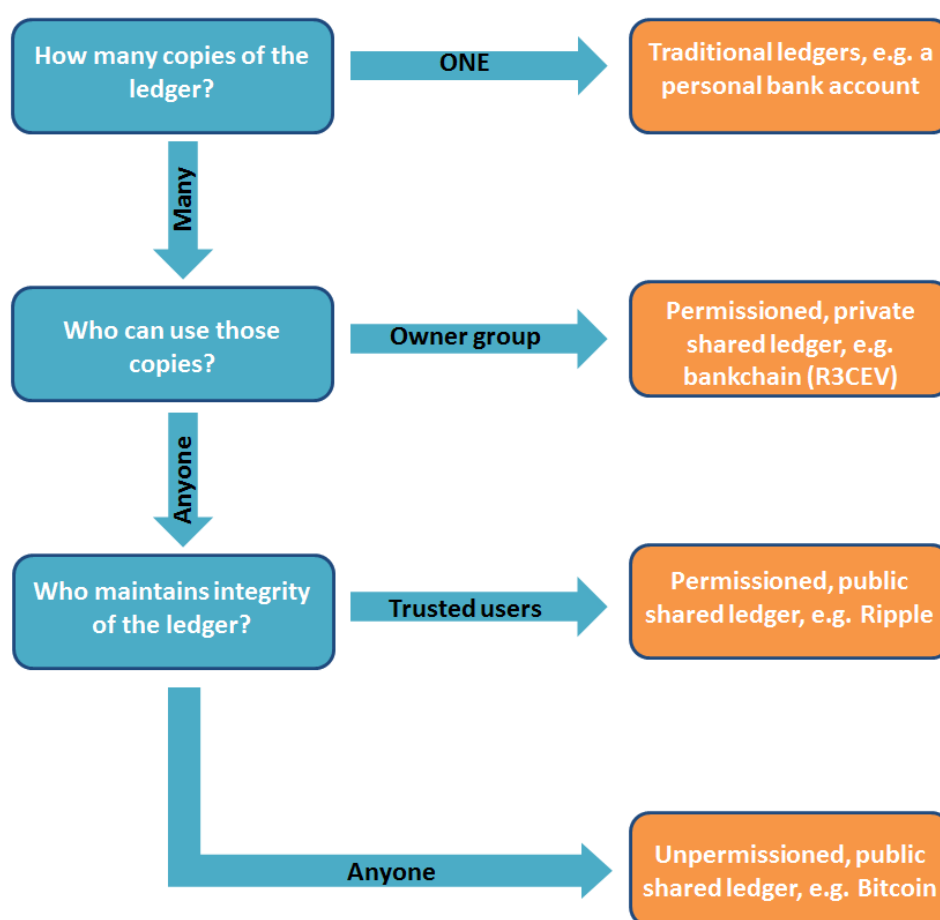 How many copies of the
ledger?
ONE
Traditional ledgers, e.g. a
personal bank account
Many
Who can use those
copies?
Owner group
Permissioned, private
shared ledger, e.g.
bankchain (R3CEV)
Anyone
Who maintains integrity
of the ledger?
Trusted users
Permissioned, public
shared ledger, e.g. Ripple
Anyone
Unpermissioned, public
shared ledger, e.g. Bitcoin